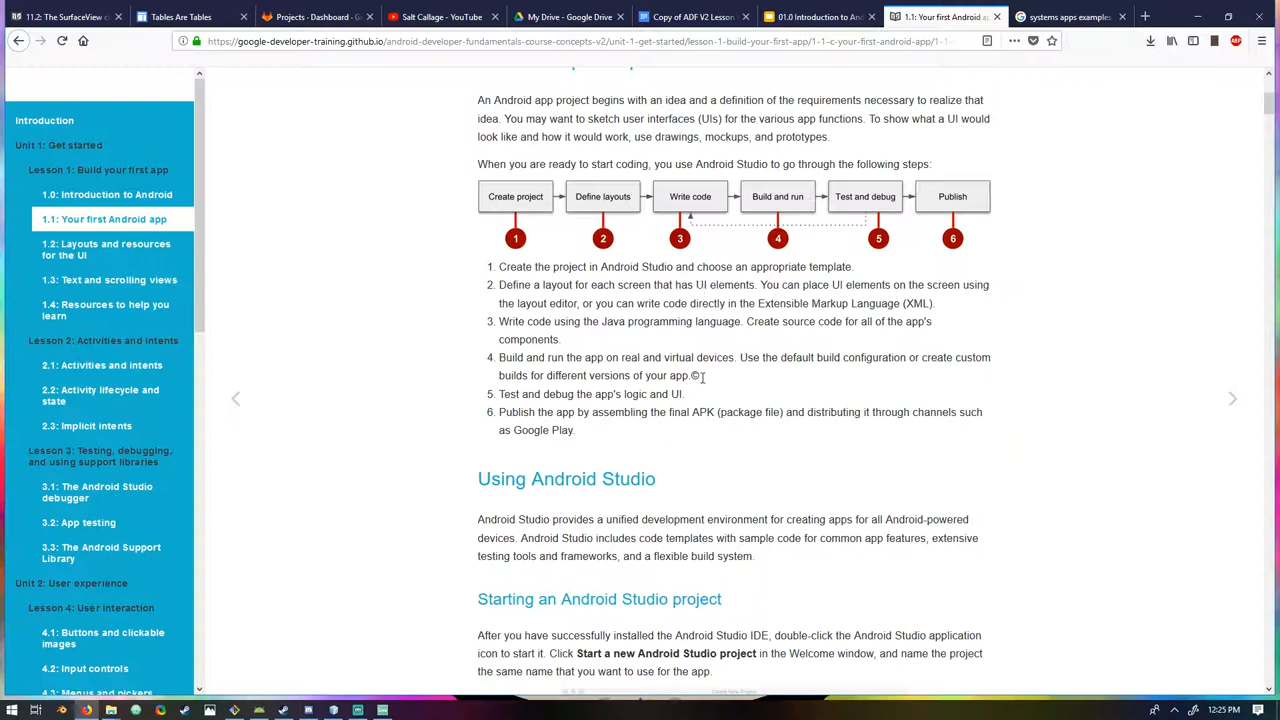 11.2: The SurfaceView c
Tables Are Tables
Projects - Dashboard - G
Salt Callage - YouTube
My Drive - Google Drive
Copy of ADF V2 Lesson
01.0 Introduction to And
1.1: Your first Android ap
systems apps examples
https://google-developer-training.github.io/android-developer-fundamentals-course-concepts-v2/unit-1-get-started/lesson-1-build-your-first-app/1-1-c-your-first-android-app/1-1-
ABP
Introduction
Unit 1: Get started
Lesson 1: Build your first app
1.0: Introduction to Android
1.1: Your first Android app
1.2: Layouts and resources
for the UI
1.3: Text and scrolling views
1.4: Resources to help you
learn
Lesson 2: Activities and intents
2.1: Activities and intents
2.2: Activity lifecycle and
state
2.3: Implicit intents
Lesson 3: Testing, debugging,
and using support libraries
3.1: The Android Studio
debugger
3.2: App testing
3.3: The Android Support
Library
Unit 2: User experience
Lesson 4: User interaction
4.1: Buttons and clickable
images
4.2: Input controls
4.3: Menus and pickers
An Android app project begins with an idea and a definition of the requirements necessary to realize that
idea. You may want to sketch user interfaces (UIs) for the various app functions. To show what a UI would
look like and how it would work, use drawings, mockups, and prototypes.
When you are ready to start coding, you use Android Studio to go through the following steps:
Create project Define layouts Write code Build and run Test and debug Publish
1 2 3 4 5 6
1. Create the project in Android Studio and choose an appropriate template.
2. Define a layout for each screen that has UI elements. You can place UI elements on the screen using
the layout editor, or you can write code directly in the Extensible Markup Language (XML).
3. Write code using the Java programming language. Create source code for all of the app's
components.
4. Build and run the app on real and virtual devices. Use the default build configuration or create custom
builds for different versions of your app.©
5. Test and debug the app's logic and UI.
6. Publish the app by assembling the final APK (package file) and distributing it through channels such
as Google Play.
Using Android Studio
Android Studio provides a unified development environment for creating apps for all Android-powered
devices. Android Studio includes code templates with sample code for common app features, extensive
testing tools and frameworks, and a flexible build system.
Starting an Android Studio project
After you have successfully installed the Android Studio IDE, double-click the Android Studio application
icon to start it. Click Start a new Android Studio project in the Welcome window, and name the project
the same name that you want to use for the app.
Create New Project
12:25 PM